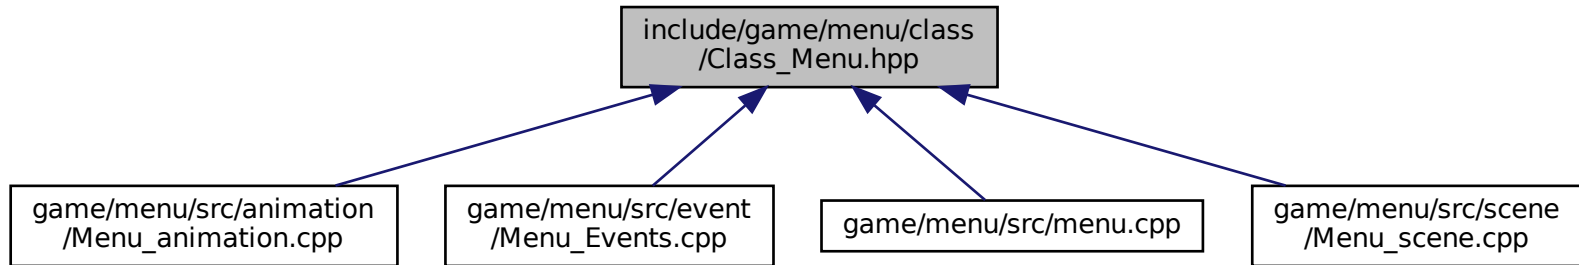 include/game/menu/class
/Class_Menu.hpp
game/menu/src/animation
/Menu_animation.cpp
game/menu/src/event
/Menu_Events.cpp
game/menu/src/menu.cpp
game/menu/src/scene
/Menu_scene.cpp